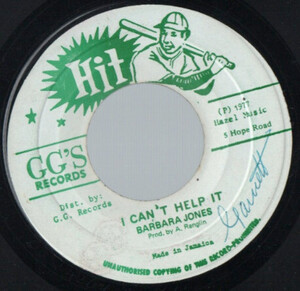 Hit
GG'S
RECORDS
(P) 1977
Hazel Music
5 Hope Road
Dist. by:
G.G. Records
I CAN'T HELP IT
BARBARA JONES
Prod. by A. Ranglin
Made in Jamaica
UNAUTHORISED COPYING OF THIS RECORD PROHIBITED.